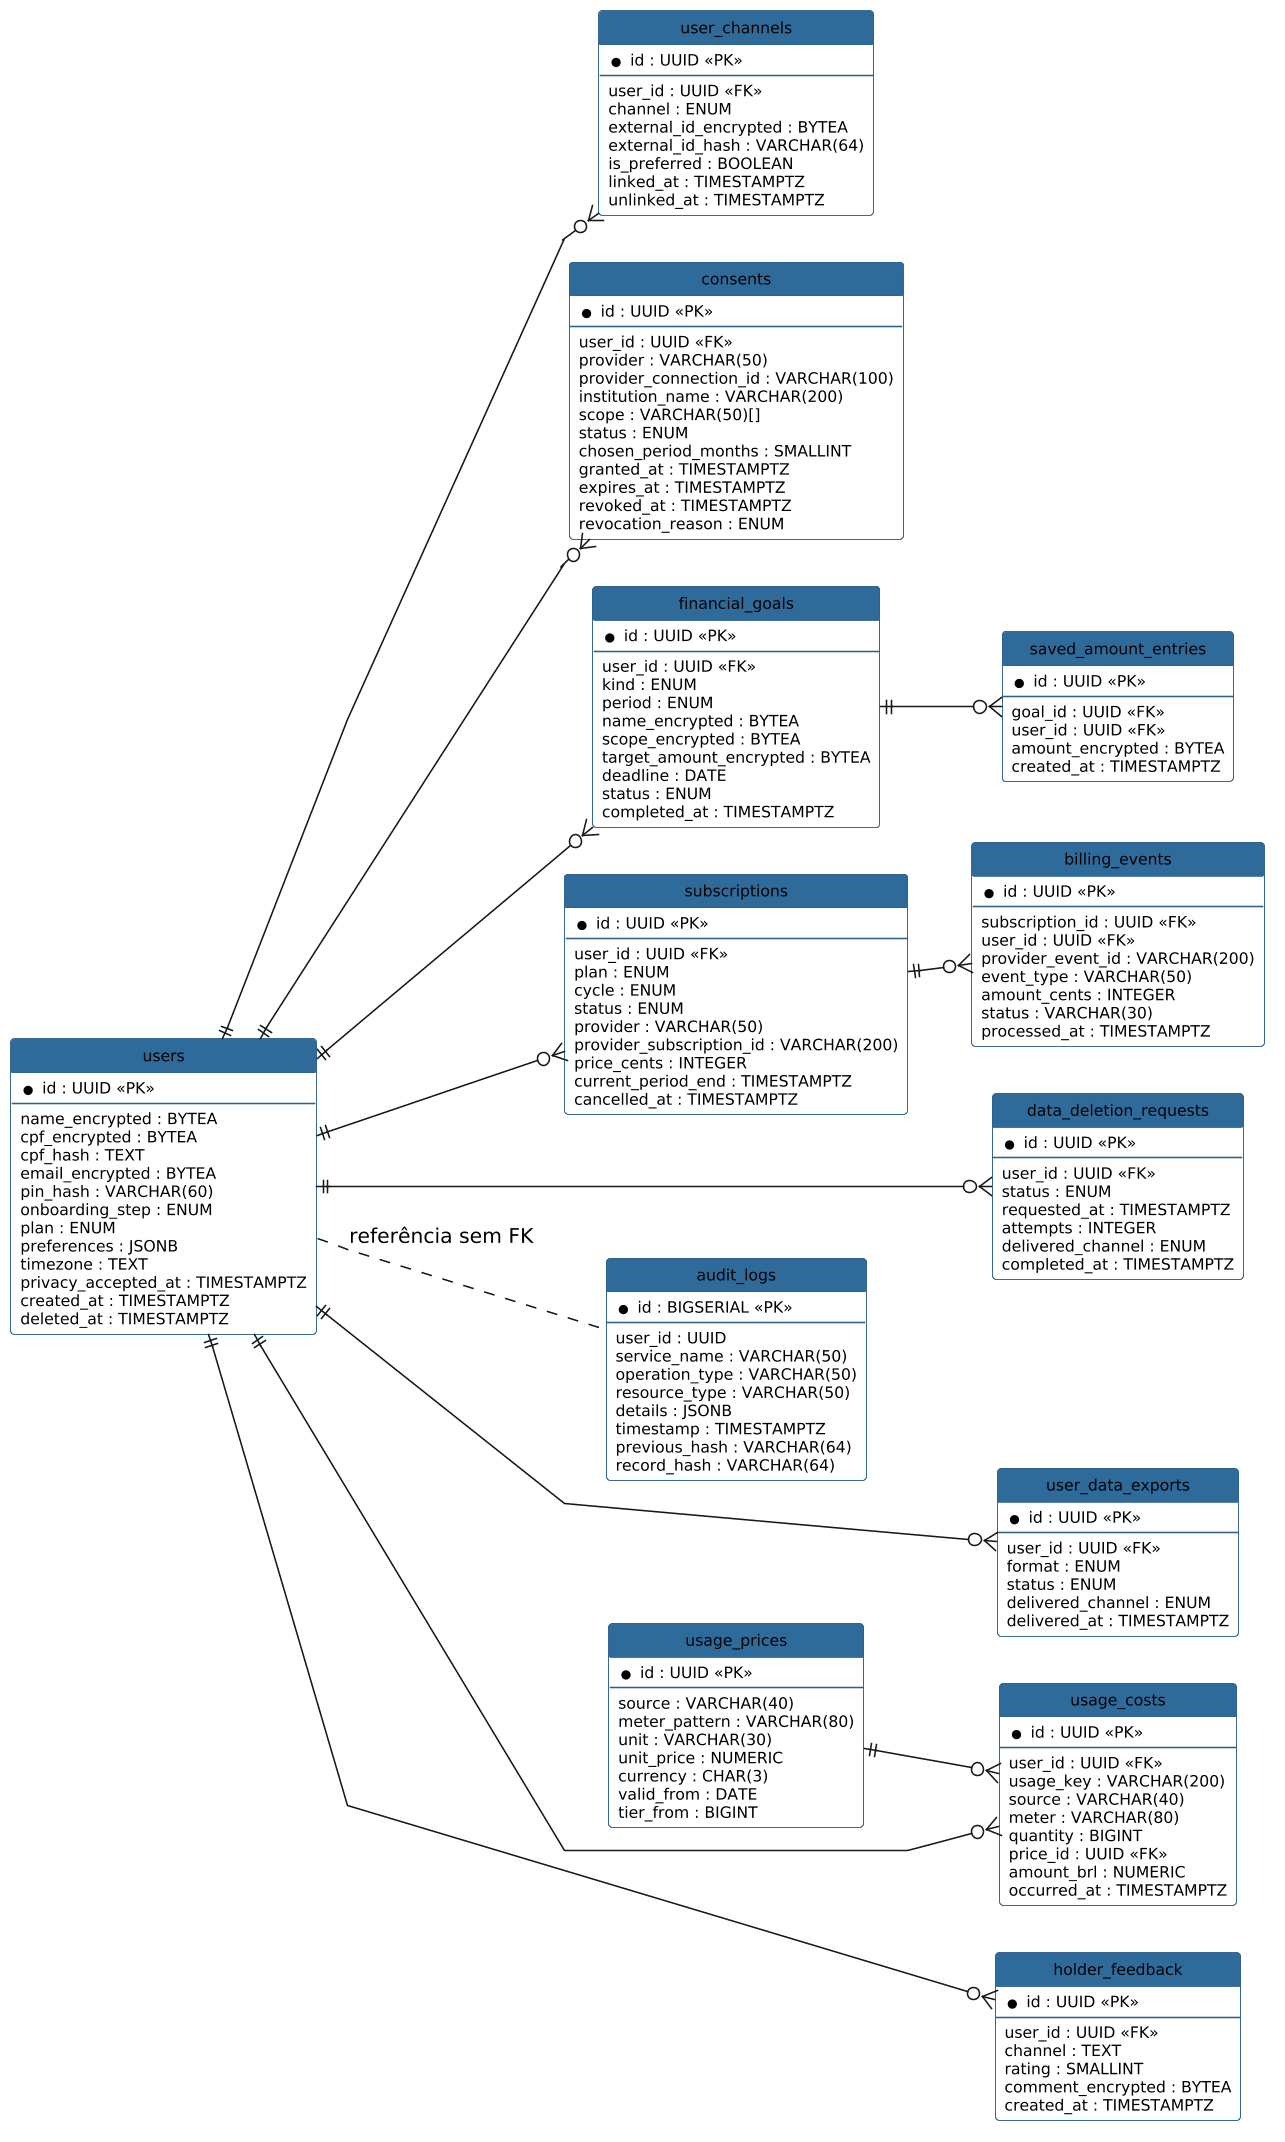 user_channels
id : UUID «PK»
user_id : UUID «FK»
channel : ENUM
external_id_encrypted : BYTEA
external_id_hash : VARCHAR(64)
is_preferred : BOOLEAN
linked_at : TIMESTAMPTZ
unlinked_at : TIMESTAMPTZ
consents
id : UUID «PK»
user_id : UUID «FK»
provider : VARCHAR(50)
provider_connection_id : VARCHAR(100)
institution_name : VARCHAR(200)
scope : VARCHAR(50)[]
status : ENUM
chosen_period_months : SMALLINT
granted_at : TIMESTAMPTZ
expires_at : TIMESTAMPTZ
revoked_at : TIMESTAMPTZ
revocation_reason : ENUM
financial_goals
id : UUID «PK»
user_id : UUID «FK»
kind : ENUM
period : ENUM
name_encrypted : BYTEA
scope_encrypted : BYTEA
target_amount_encrypted : BYTEA
deadline : DATE
status : ENUM
completed_at : TIMESTAMPTZ
saved_amount_entries
id : UUID «PK»
goal_id : UUID «FK»
user_id : UUID «FK»
amount_encrypted : BYTEA
created_at : TIMESTAMPTZ
subscriptions
id : UUID «PK»
user_id : UUID «FK»
plan : ENUM
cycle : ENUM
status : ENUM
provider : VARCHAR(50)
provider_subscription_id : VARCHAR(200)
price_cents : INTEGER
current_period_end : TIMESTAMPTZ
cancelled_at : TIMESTAMPTZ
billing_events
id : UUID «PK»
subscription_id : UUID «FK»
user_id : UUID «FK»
provider_event_id : VARCHAR(200)
event_type : VARCHAR(50)
amount_cents : INTEGER
status : VARCHAR(30)
processed_at : TIMESTAMPTZ
users
id : UUID «PK»
name_encrypted : BYTEA
cpf_encrypted : BYTEA
cpf_hash : TEXT
email_encrypted : BYTEA
pin_hash : VARCHAR(60)
onboarding_step : ENUM
plan : ENUM
preferences : JSONB
timezone : TEXT
privacy_accepted_at : TIMESTAMPTZ
created_at : TIMESTAMPTZ
deleted_at : TIMESTAMPTZ
data_deletion_requests
id : UUID «PK»
user_id : UUID «FK»
status : ENUM
requested_at : TIMESTAMPTZ
attempts : INTEGER
delivered_channel : ENUM
completed_at : TIMESTAMPTZ
referência sem FK
audit_logs
id : BIGSERIAL «PK»
user_id : UUID
service_name : VARCHAR(50)
operation_type : VARCHAR(50)
resource_type : VARCHAR(50)
details : JSONB
timestamp : TIMESTAMPTZ
previous_hash : VARCHAR(64)
record_hash : VARCHAR(64)
user_data_exports
id : UUID «PK»
user_id : UUID «FK»
format : ENUM
status : ENUM
delivered_channel : ENUM
delivered_at : TIMESTAMPTZ
usage_prices
id : UUID «PK»
source : VARCHAR(40)
meter_pattern : VARCHAR(80)
unit : VARCHAR(30)
unit_price : NUMERIC
currency : CHAR(3)
valid_from : DATE
tier_from : BIGINT
usage_costs
id : UUID «PK»
user_id : UUID «FK»
usage_key : VARCHAR(200)
source : VARCHAR(40)
meter : VARCHAR(80)
quantity : BIGINT
price_id : UUID «FK»
amount_brl : NUMERIC
occurred_at : TIMESTAMPTZ
holder_feedback
id : UUID «PK»
user_id : UUID «FK»
channel : TEXT
rating : SMALLINT
comment_encrypted : BYTEA
created_at : TIMESTAMPTZ